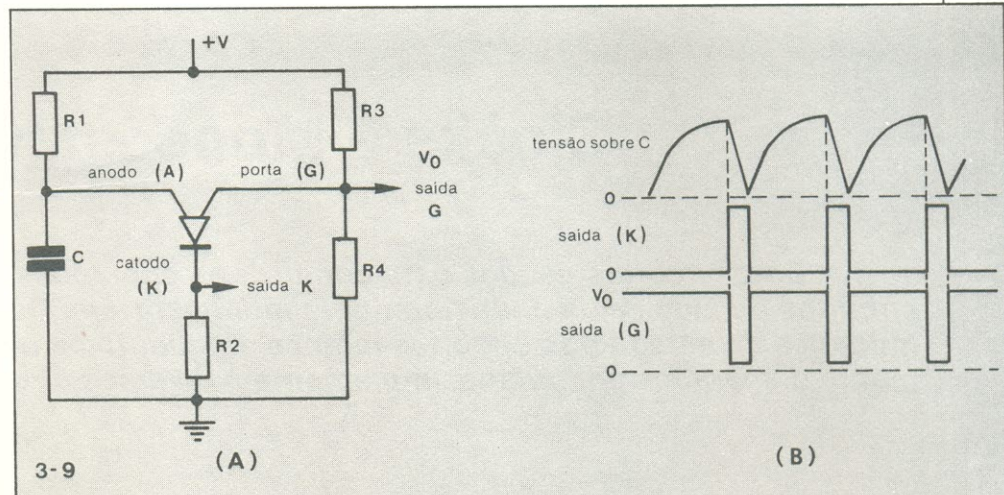 +V
R1
R3
anodo (A)
porta (G)
V₀
saida
G
C
catodo
(K)
saida K
R4
R2
3-9
(A)
tensão sobre C
0
saida (K)
0
V₀
saida (G)
0
(B)